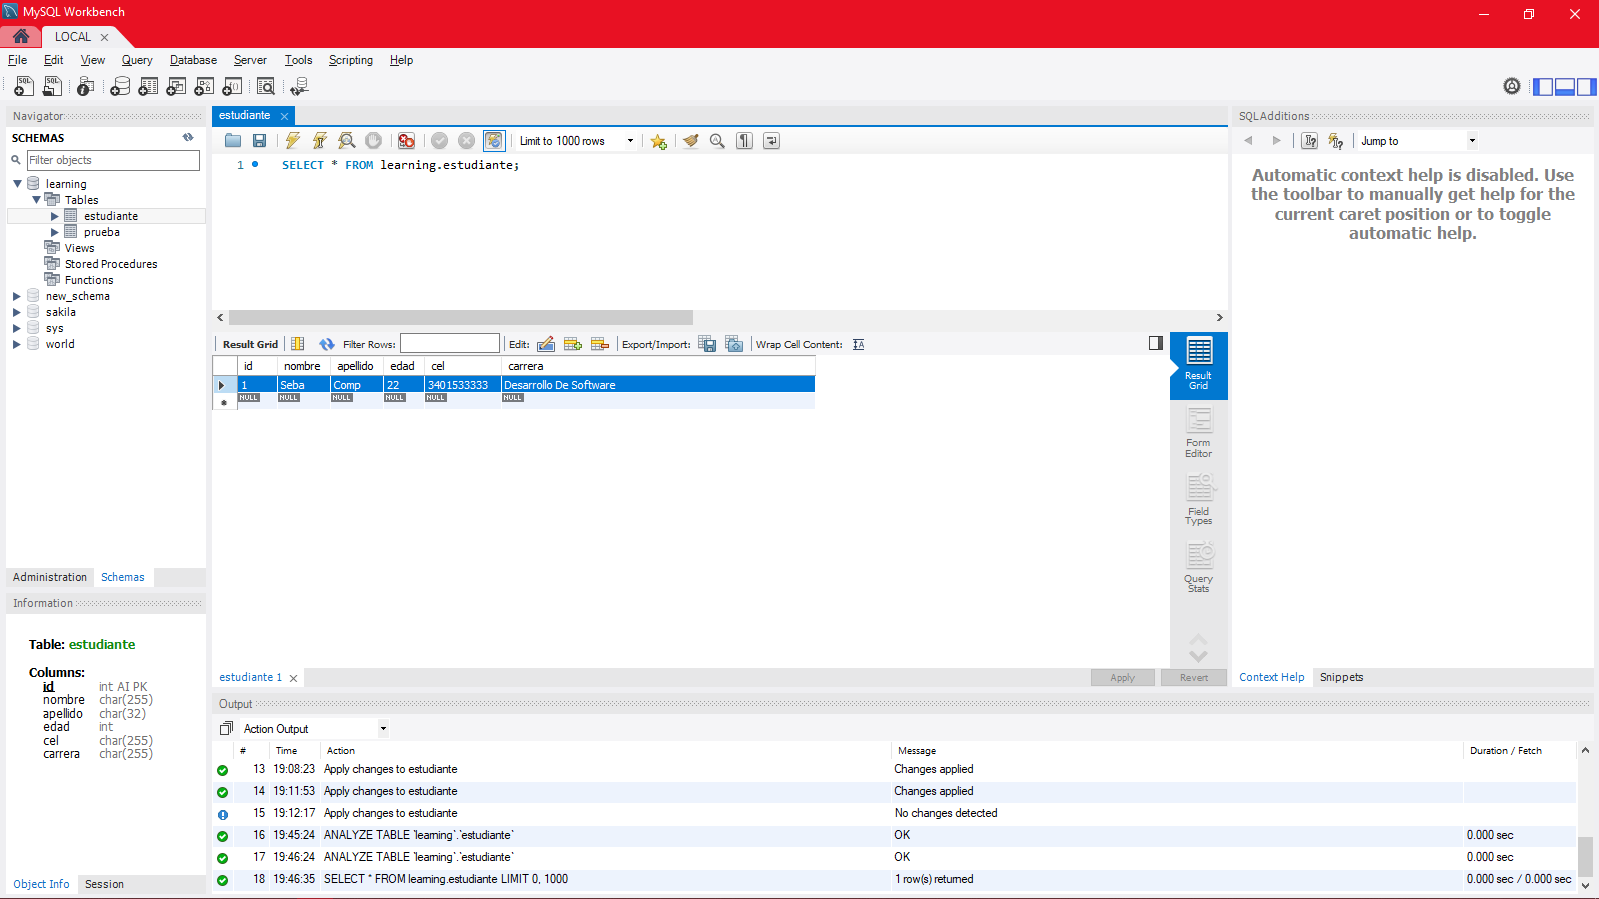 MySQL Workbench
LOCAL
File Edit View Query Database Server Tools Scripting Help
Navigator
SCHEMAS
Filter objects
learning
Tables
estudiante
prueba
Views
Stored Procedures
Functions
new_schema
sakila
sys
world
Administration Schemas
Information
Table: estudiante
Columns:
id int AI PK
nombre char(255)
apellido char(32)
edad int
cel char(255)
carrera char(255)
Object Info Session
estudiante
Limit to 1000 rows
1 SELECT * FROM learning.estudiante;
Result Grid Filter Rows: Edit: Export/Import: Wrap Cell Content:
id nombre apellido edad cel carrera
1 Seba Comp 22 3401533333 Desarrollo De Software
NULL NULL NULL NULL NULL NULL
Result
Grid
Form
Editor
Field
Types
Query
Stats
estudiante 1
Apply Revert
SQLAdditions
Jump to
Automatic context help is disabled. Use
the toolbar to manually get help for the
current caret position or to toggle
automatic help.
Context Help Snippets
Output
Action Output
# Time Action Message Duration / Fetch
13 19:08:23 Apply changes to estudiante Changes applied
14 19:11:53 Apply changes to estudiante Changes applied
15 19:12:17 Apply changes to estudiante No changes detected
16 19:45:24 ANALYZE TABLE `learning`.`estudiante` OK 0.000 sec
17 19:46:24 ANALYZE TABLE `learning`.`estudiante` OK 0.000 sec
18 19:46:35 SELECT * FROM learning.estudiante LIMIT 0, 1000 1 row(s) returned 0.000 sec / 0.000 sec